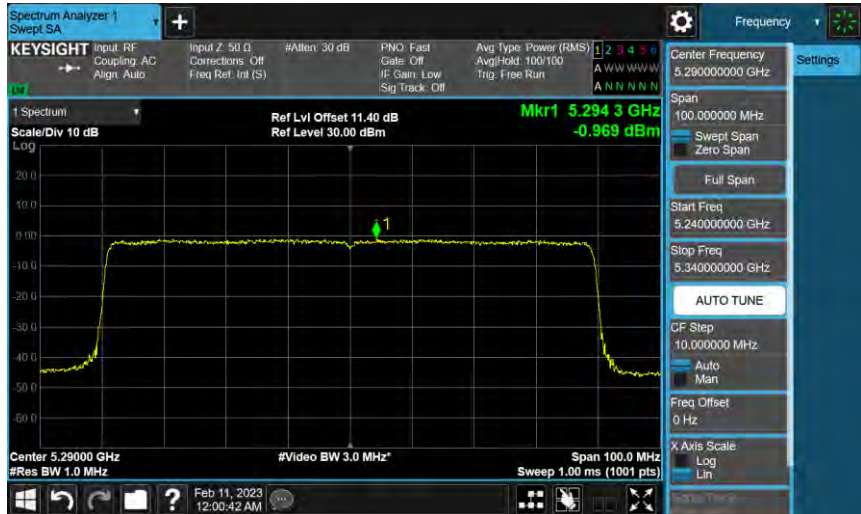 Spectrum Analyzer 1
Swept SA
+
Frequency
KEYSIGHT
Input: RF
Coupling: AC
Align: Auto
Input Z: 50 Ω
Corrections: Off
Freq Ref: Int (S)
#Atten: 30 dB
PNO: Fast
Gate: Off
IF Gain: Low
Sig Track: Off
Avg Type: Power (RMS)
Avg|Hold: 100/100
Trig: Free Run
1 2 3 4 5 6
A W W W W W
A N N N N N
Center Frequency
5.290000000 GHz
Settings
Span
100.000000 MHz
Swept Span
Zero Span
Full Span
Start Freq
5.240000000 GHz
Stop Freq
5.340000000 GHz
AUTO TUNE
CF Step
10.000000 MHz
Auto
Man
Freq Offset
0 Hz
X Axis Scale
Log
Lin
1 Spectrum
Scale/Div 10 dB
Ref Lvl Offset 11.40 dB
Ref Level 30.00 dBm
Mkr1 5.294 3 GHz
-0.969 dBm
Log
20.0
10.0
0.00
-10.0
-20.0
-30.0
-40.0
-50.0
-60.0
1
Center 5.29000 GHz
#Res BW 1.0 MHz
#Video BW 3.0 MHz*
Span 100.0 MHz
Sweep 1.00 ms (1001 pts)
?
Feb 11, 2023
12:00:42 AM